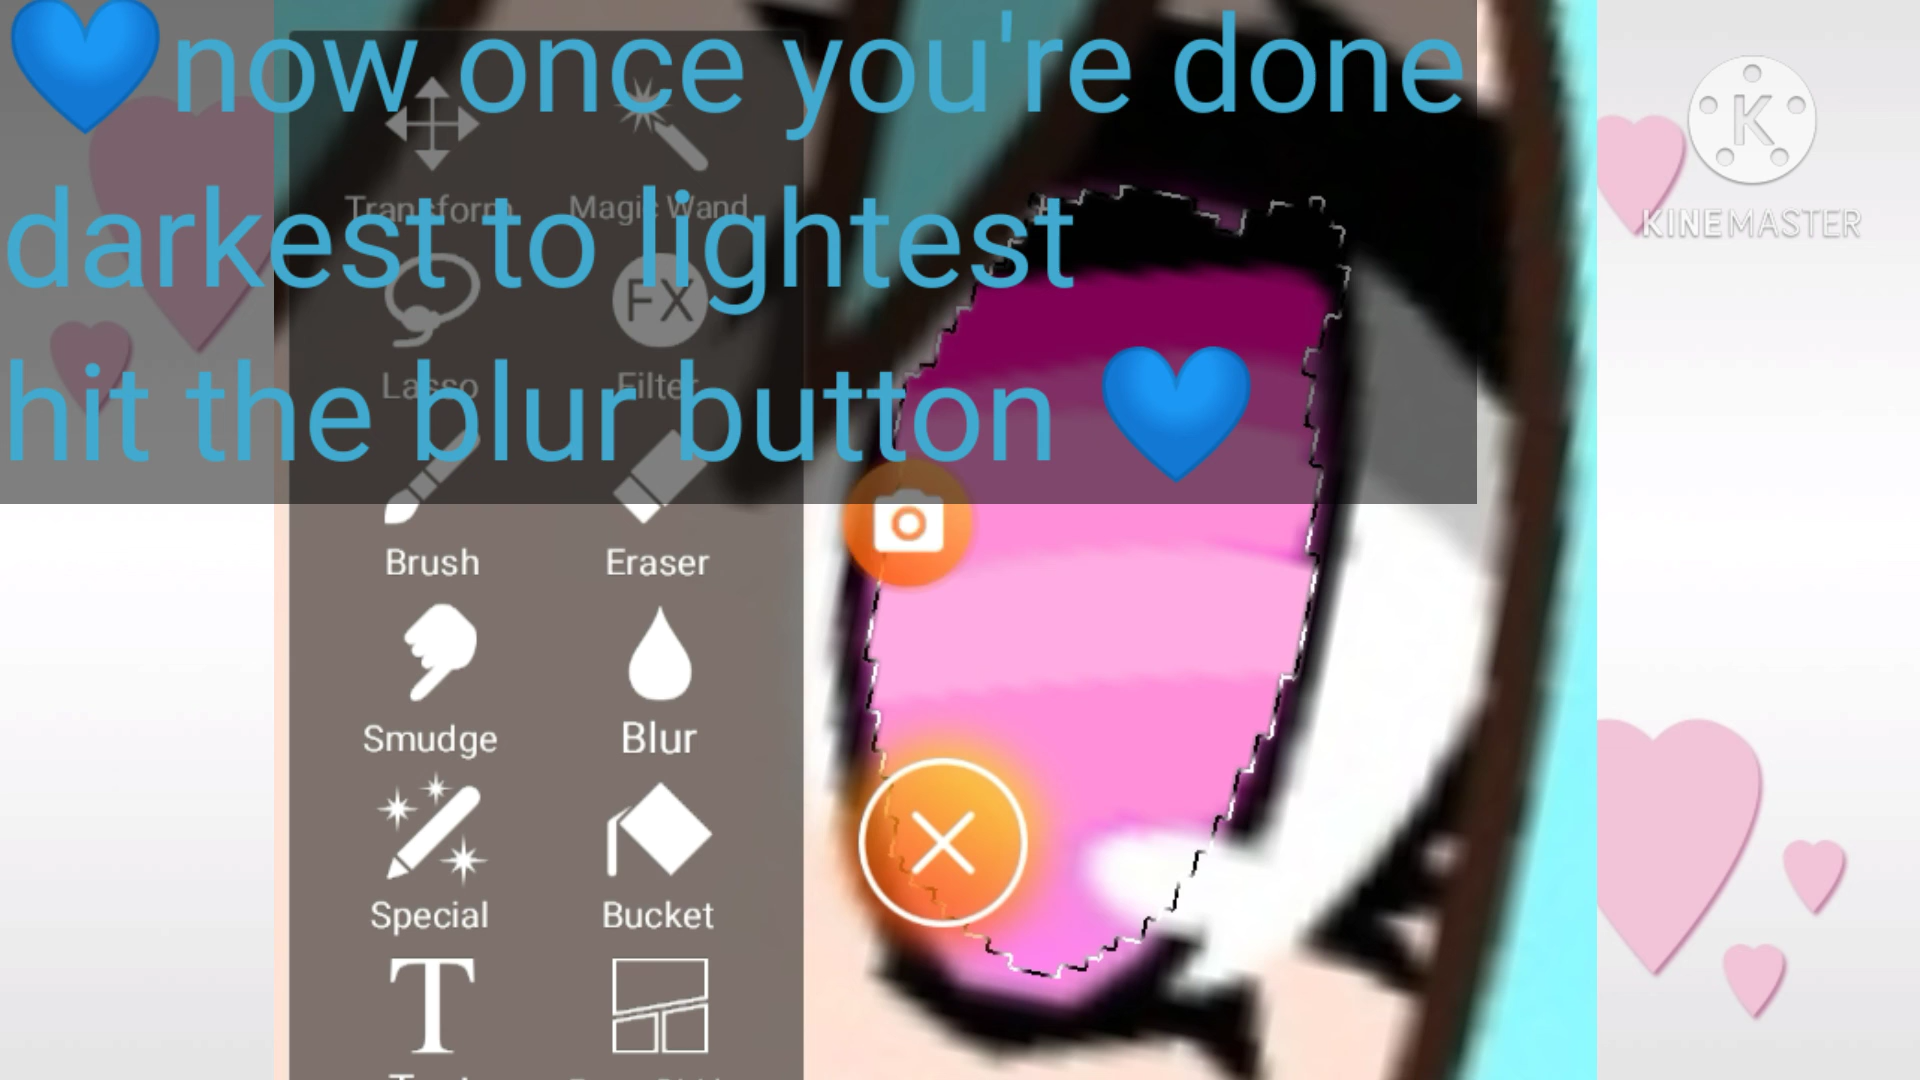 💙now once you're done
darkest to lightest
hit the blur button 💙
Transform Magic Wand
Lasso Filter
FX
Brush Eraser
Smudge Blur
Special Bucket
T
K
KINEMASTER